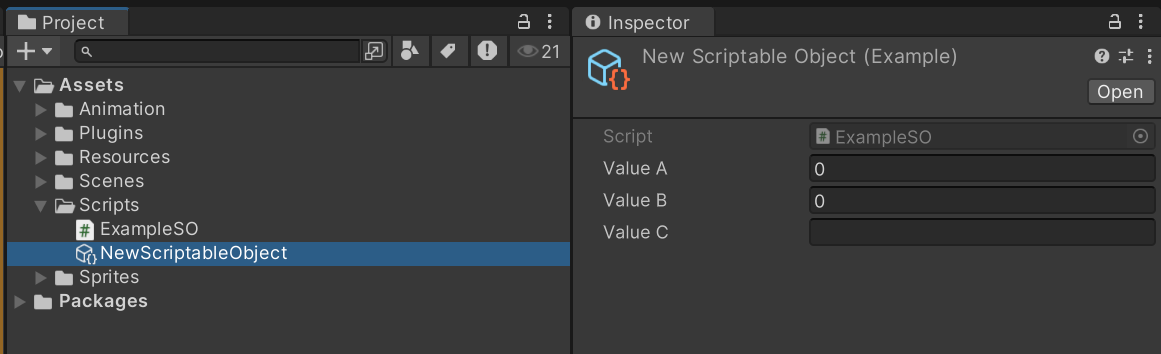 Project
21
Assets
Animation
Plugins
Resources
Scenes
Scripts
# ExampleSO
NewScriptableObject
Sprites
Packages
Inspector
New Scriptable Object (Example)
Open
Script # ExampleSO
Value A 0
Value B 0
Value C